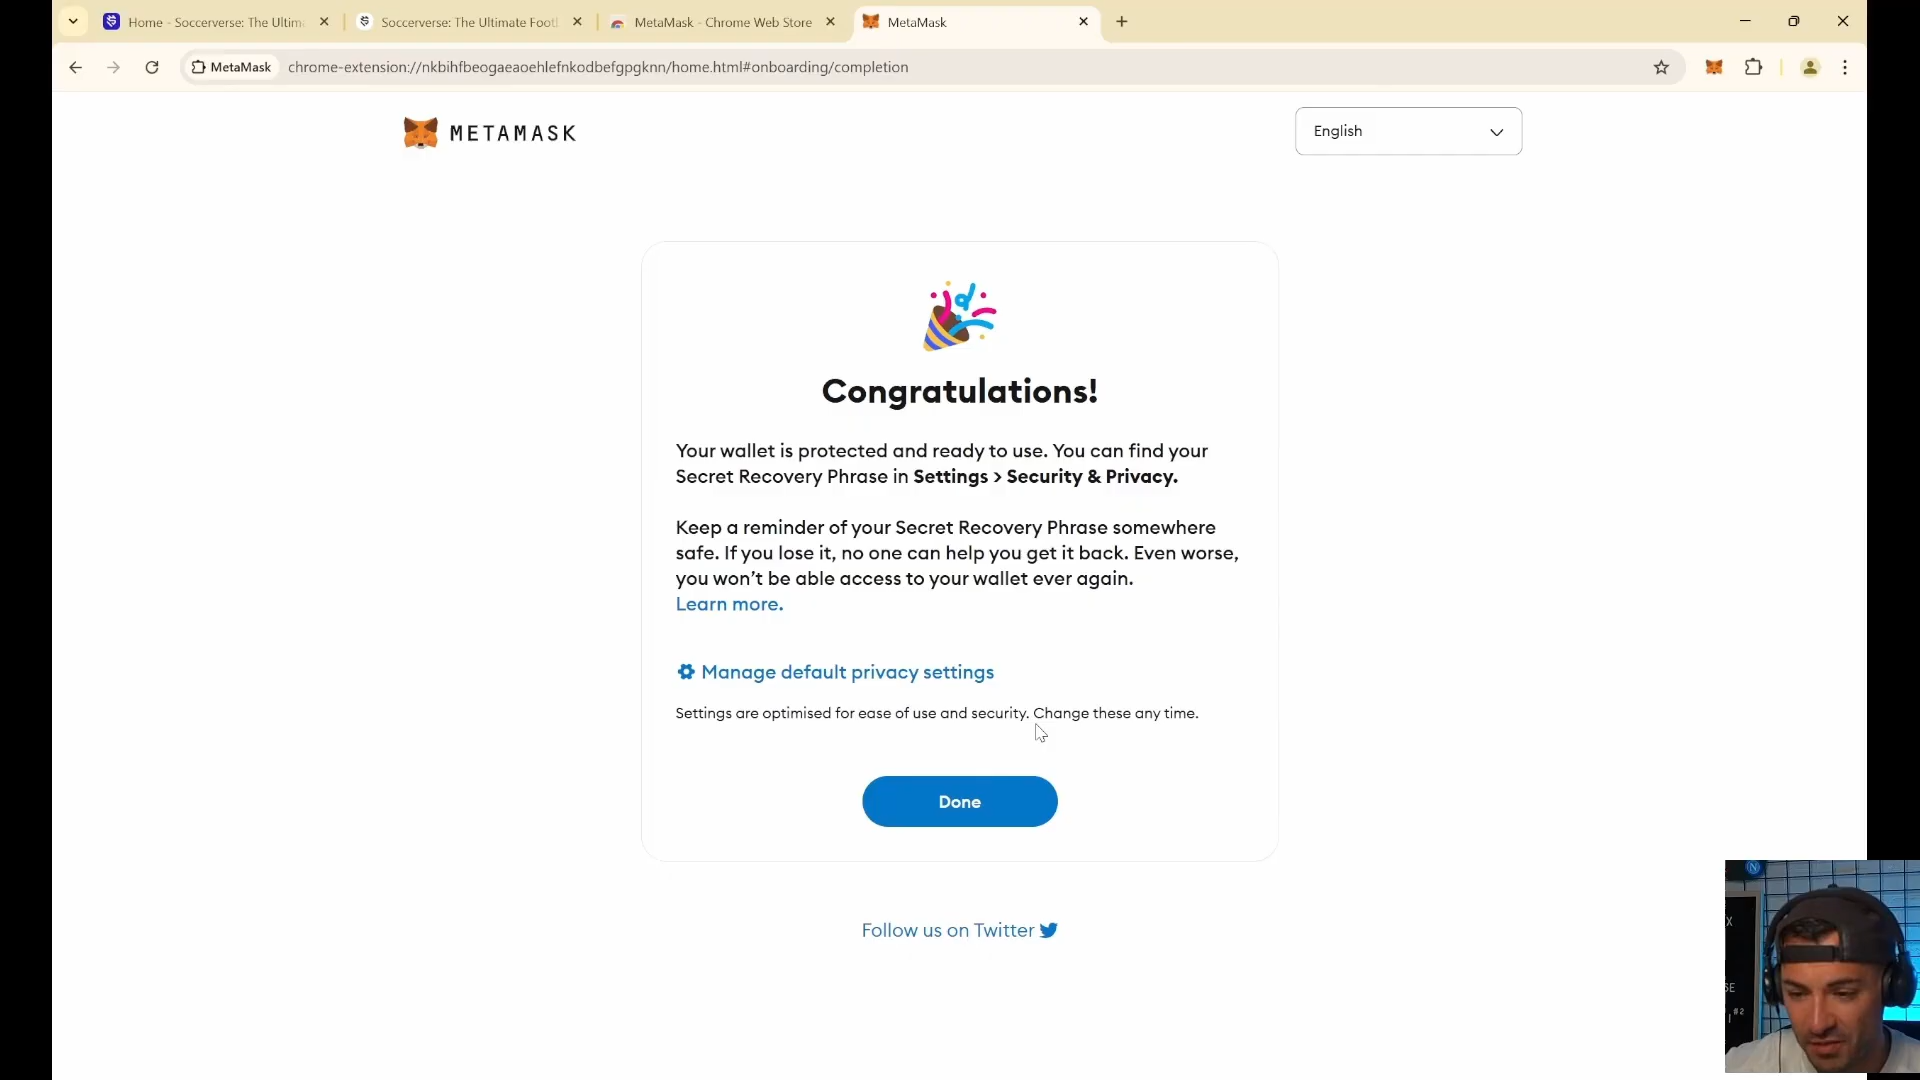 Home - Soccerverse: The Ultim
Soccerverse: The Ultimate Foot
MetaMask - Chrome Web Store
MetaMask
MetaMask
chrome-extension://nkbihfbeogaeaoehlefnkodbefgpgknn/home.html#onboarding/completion
METAMASK
English
Congratulations!
Your wallet is protected and ready to use. You can find your
Secret Recovery Phrase in Settings > Security & Privacy.
Keep a reminder of your Secret Recovery Phrase somewhere
safe. If you lose it, no one can help you get it back. Even worse,
you won’t be able access to your wallet ever again.
Learn more.
Manage default privacy settings
Settings are optimised for ease of use and security. Change these any time.
Done
Follow us on Twitter